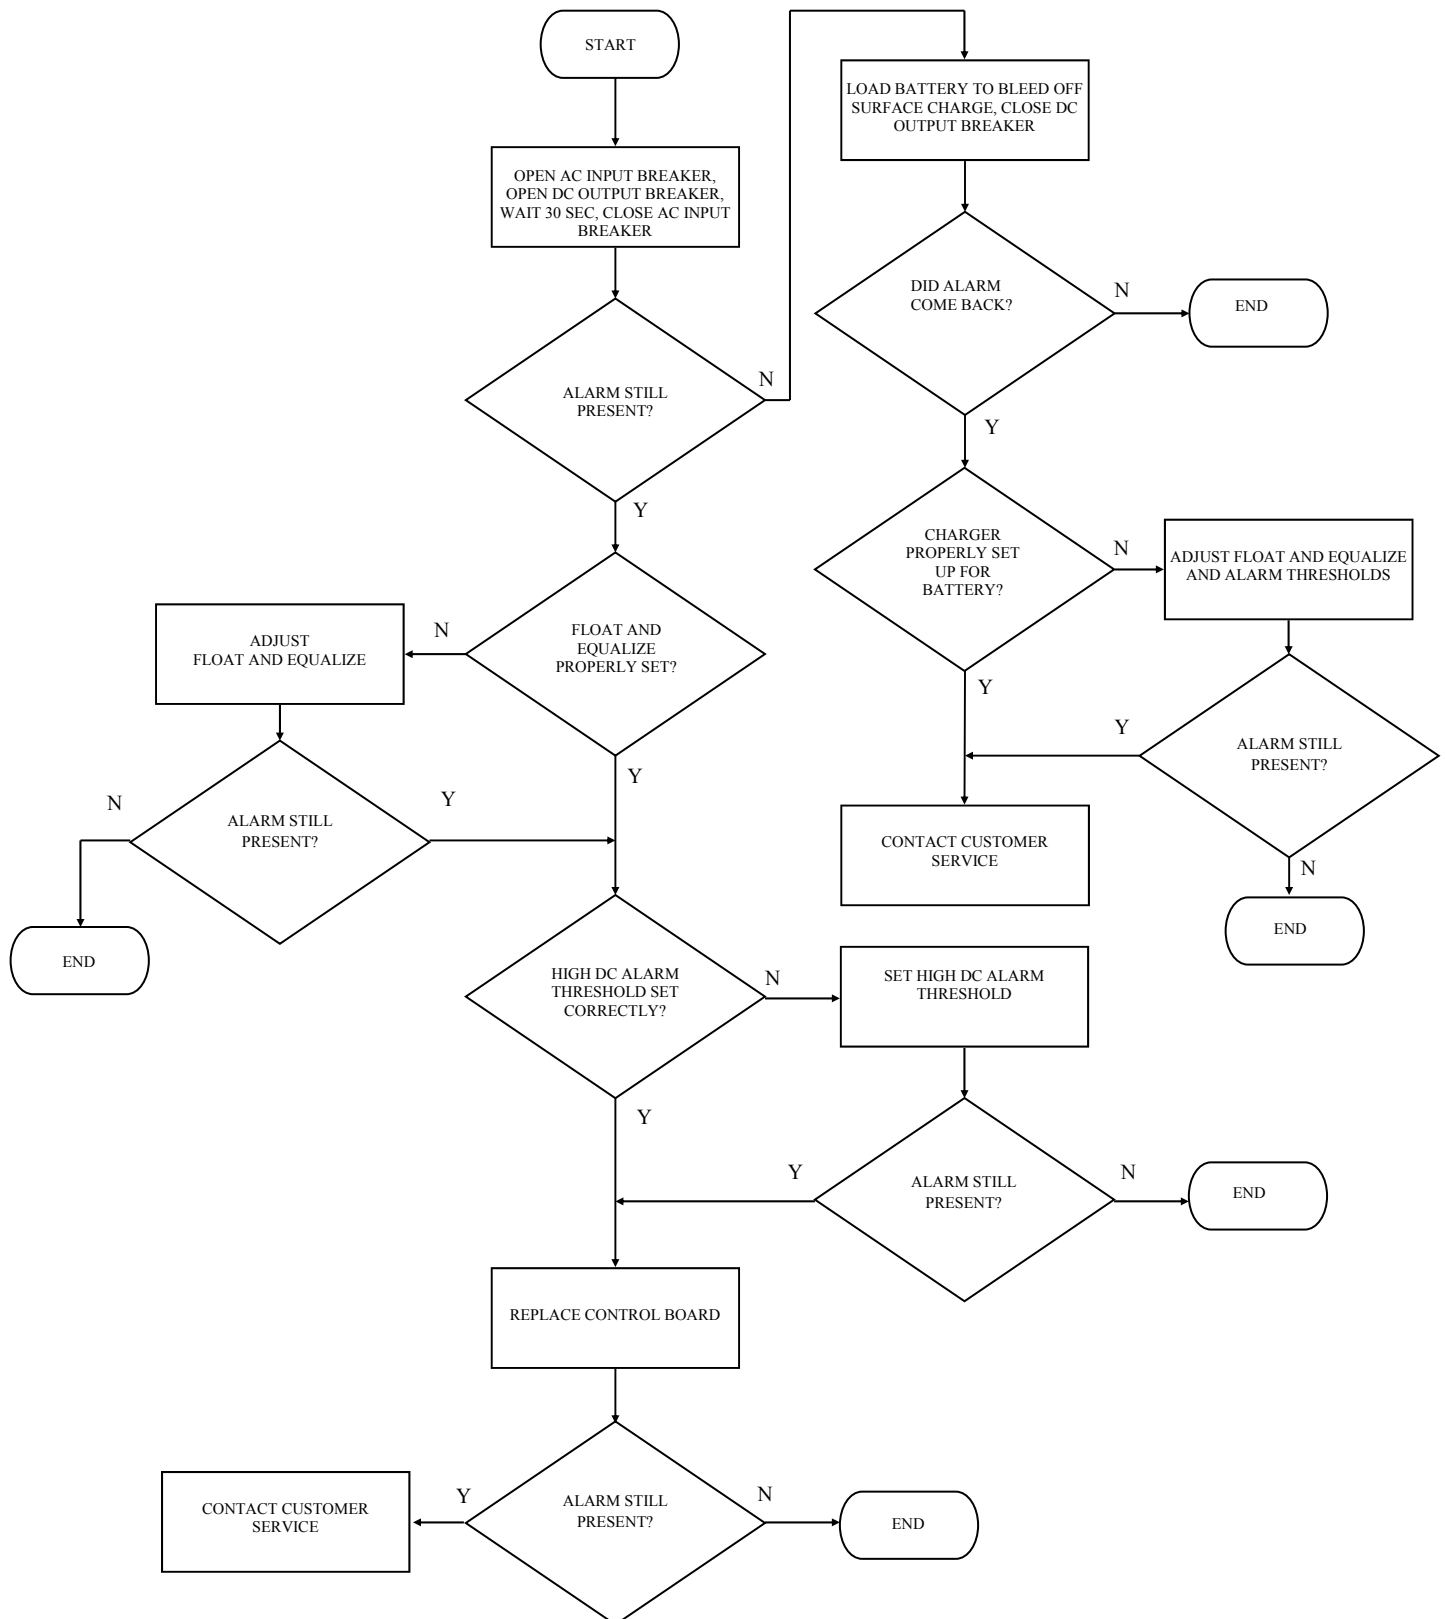 START
OPEN AC INPUT BREAKER,
OPEN DC OUTPUT BREAKER,
WAIT 30 SEC, CLOSE AC INPUT
BREAKER
ALARM STILL
PRESENT?
N
Y
LOAD BATTERY TO BLEED OFF
SURFACE CHARGE, CLOSE DC
OUTPUT BREAKER
DID ALARM
COME BACK?
N
END
Y
CHARGER
PROPERLY SET
UP FOR
BATTERY?
N
ADJUST FLOAT AND EQUALIZE
AND ALARM THRESHOLDS
Y
ALARM STILL
PRESENT?
Y
N
END
CONTACT CUSTOMER
SERVICE
FLOAT AND
EQUALIZE
PROPERLY SET?
N
ADJUST
FLOAT AND EQUALIZE
Y
ALARM STILL
PRESENT?
N
Y
END
HIGH DC ALARM
THRESHOLD SET
CORRECTLY?
N
SET HIGH DC ALARM
THRESHOLD
Y
ALARM STILL
PRESENT?
Y
N
END
REPLACE CONTROL BOARD
ALARM STILL
PRESENT?
Y
N
CONTACT CUSTOMER
SERVICE
END